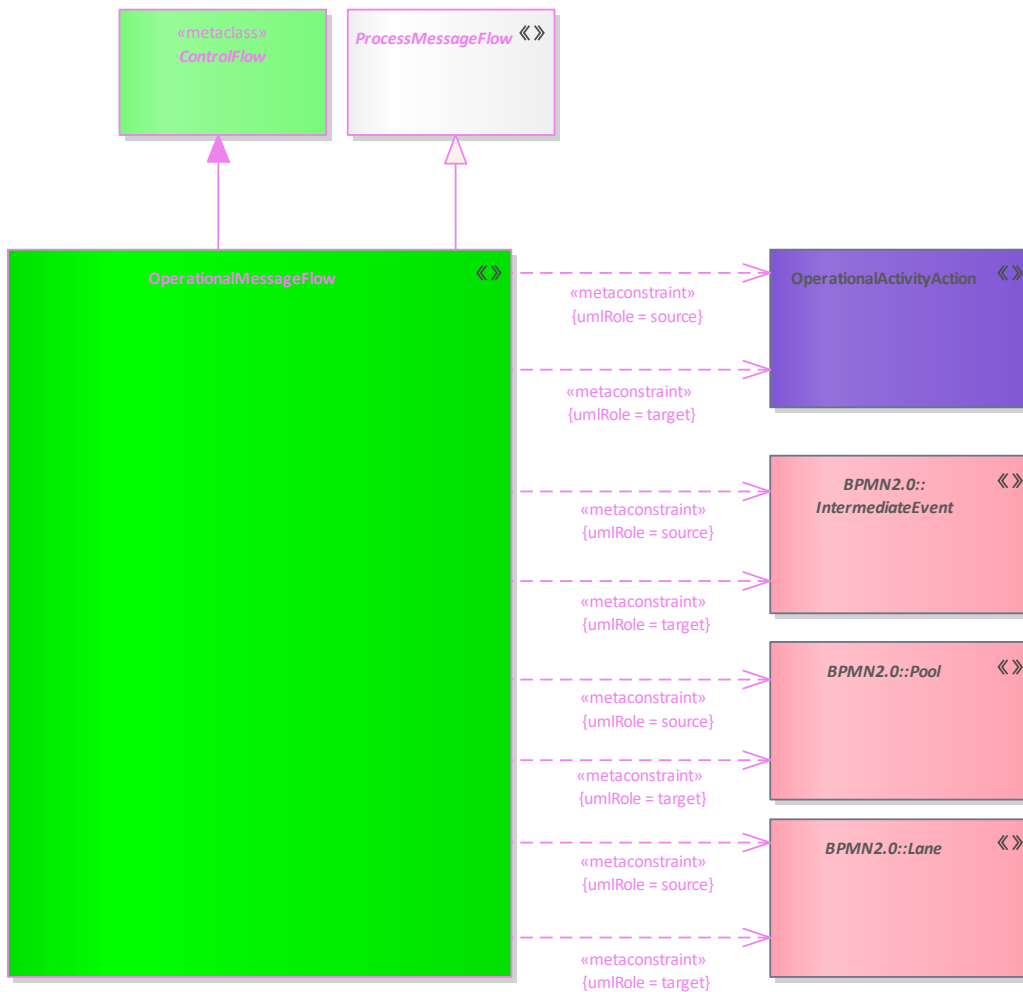 «metaclass»
ControlFlow
ProcessMessageFlow
OperationalMessageFlow
«metaconstraint»
{umlRole = source}
«metaconstraint»
{umlRole = target}
OperationalActivityAction
«metaconstraint»
{umlRole = source}
«metaconstraint»
{umlRole = target}
BPMN2.0::
IntermediateEvent
«metaconstraint»
{umlRole = source}
«metaconstraint»
{umlRole = target}
BPMN2.0::Pool
«metaconstraint»
{umlRole = source}
«metaconstraint»
{umlRole = target}
BPMN2.0::Lane